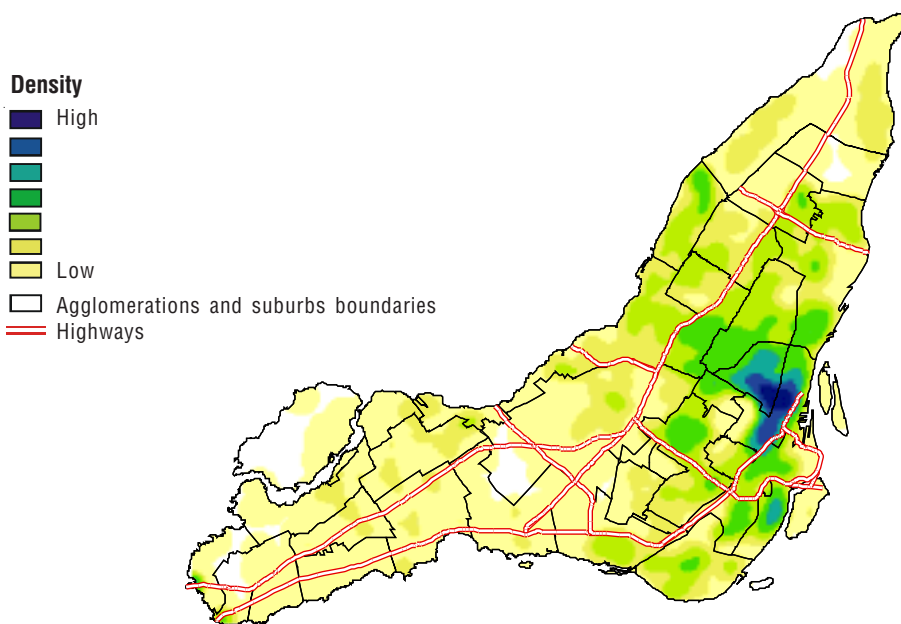 Density
High
Low
Agglomerations and suburbs boundaries
Highways